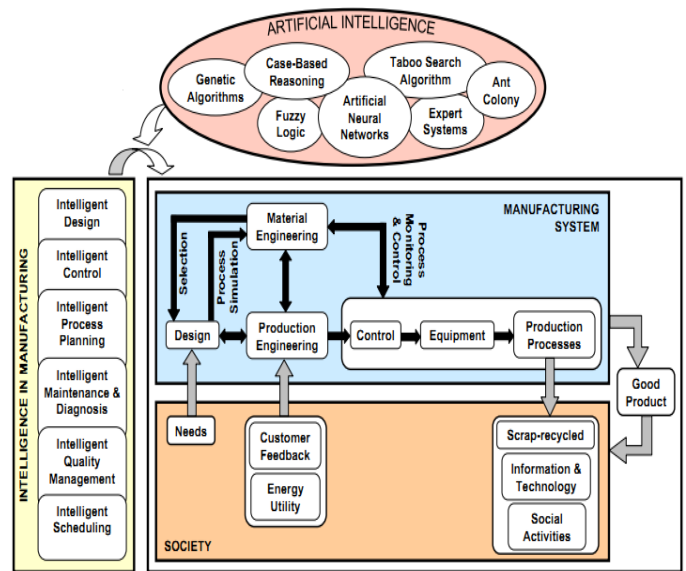 ARTIFICIAL INTELLIGENCE
Genetic
Algorithms
Case-Based
Reasoning
Taboo Search
Algorithm
Ant
Colony
Fuzzy
Logic
Artificial
Neural
Networks
Expert
Systems
INTELLIGENCE IN MANUFACTURING
Intelligent
Design
Intelligent
Control
Intelligent
Process
Planning
Intelligent
Maintenance &
Diagnosis
Intelligent
Quality
Management
Intelligent
Scheduling
MANUFACTURING
SYSTEM
Material
Engineering
Selection
Process
Simulation
Process
Monitoring
& Control
Design
Production
Engineering
Control
Equipment
Production
Processes
Good
Product
Needs
Customer
Feedback
Energy
Utility
Scrap-recycled
Information &
Technology
Social
Activities
SOCIETY